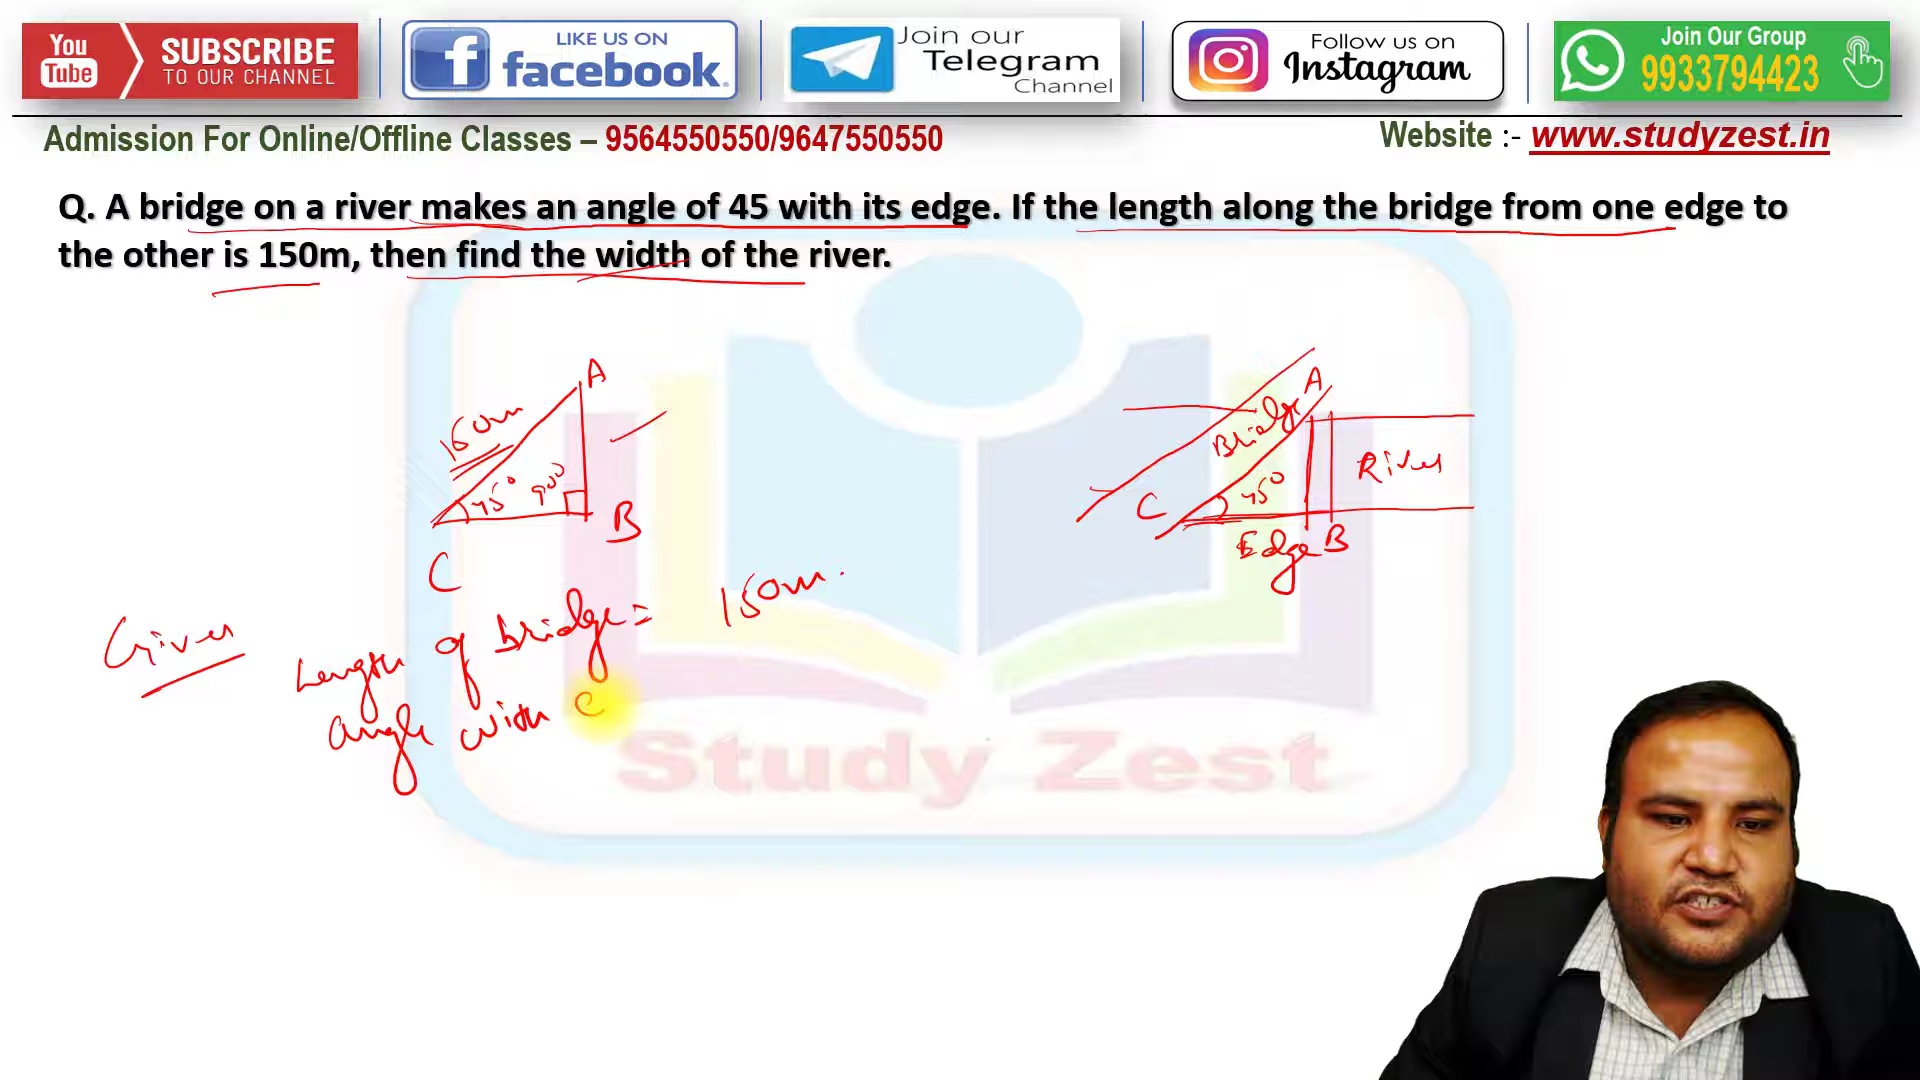 You Tube SUBSCRIBE TO OUR CHANNEL
LIKE US ON facebook.
Join our Telegram Channel
Follow us on Instagram
Join Our Group 9933794423
Admission For Online/Offline Classes – 9564550550/9647550550
Website :- www.studyzest.in
Q. A bridge on a river makes an angle of 45 with its edge. If the length along the bridge from one edge to
the other is 150m, then find the width of the river.
A
150m
45° 90°
B
C
A
Bridge
River
C 45°
Edge B
Given
Length of bridge = 150m.
angle with e
Study Zest